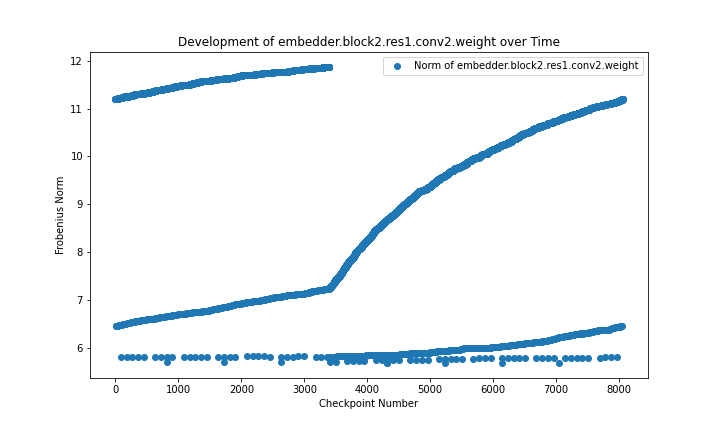 Development of embedder.block2.res1.conv2.weight over Time
Norm of embedder.block2.res1.conv2.weight
12
11
10
9
8
7
6
Frobenius Norm
0 1000 2000 3000 4000 5000 6000 7000 8000
Checkpoint Number